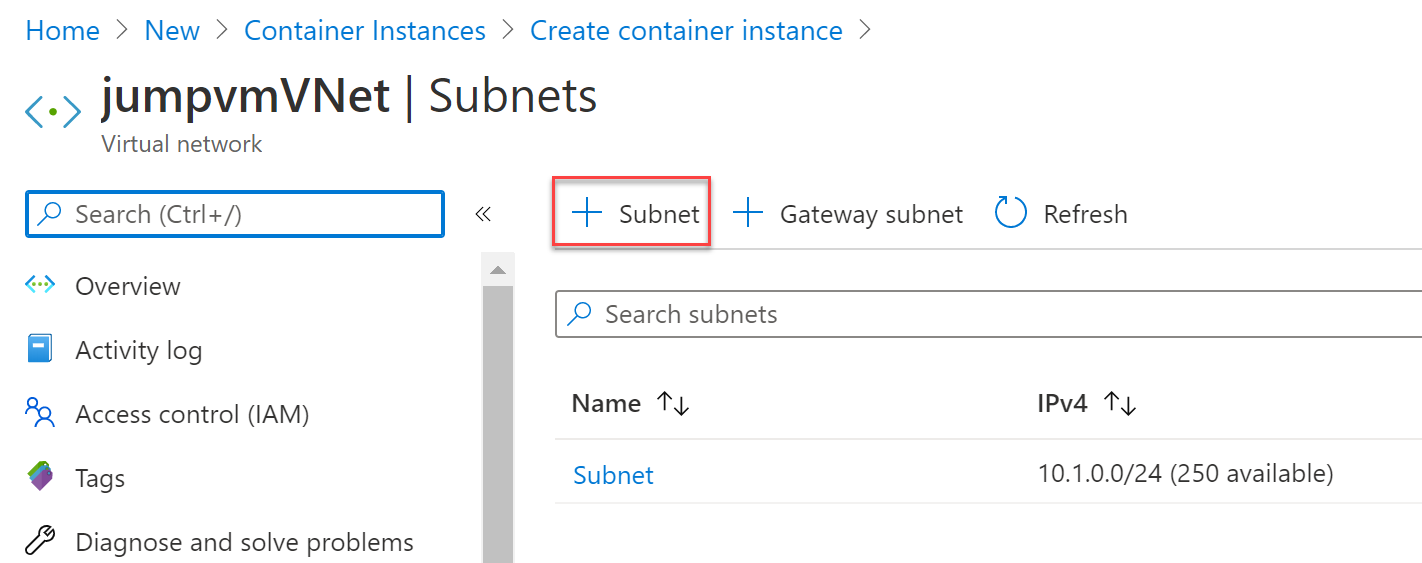 Home > New > Container Instances > Create container instance >
jumpvmVNet | Subnets
Virtual network
Search (Ctrl+/)
«
Subnet
Gateway subnet
Refresh
Overview
Activity log
Access control (IAM)
Tags
Diagnose and solve problems
Search subnets
Name IPv4
Subnet 10.1.0.0/24 (250 available)